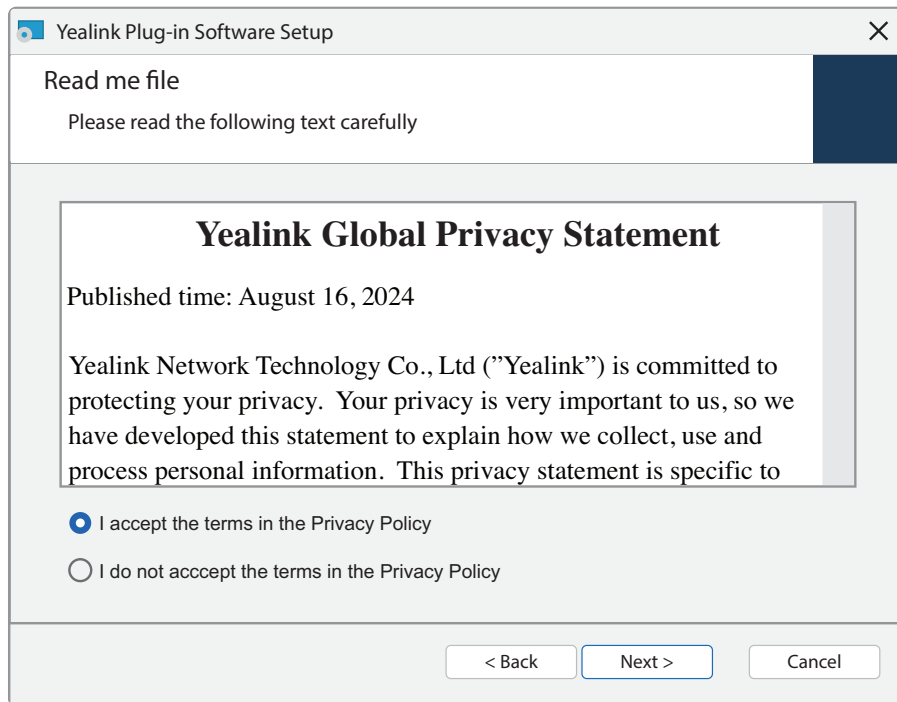 Yealink Plug-in Software Setup
Read me file
Please read the following text carefully
Yealink Global Privacy Statement
Published time: August 16, 2024
Yealink Network Technology Co., Ltd (”Yealink”) is committed to
protecting your privacy.  Your privacy is very important to us, so we
have developed this statement to explain how we collect, use and
process personal information.  This privacy statement is specific to
I accept the terms in the Privacy Policy
I do not acccept the terms in the Privacy Policy
< Back Next > Cancel